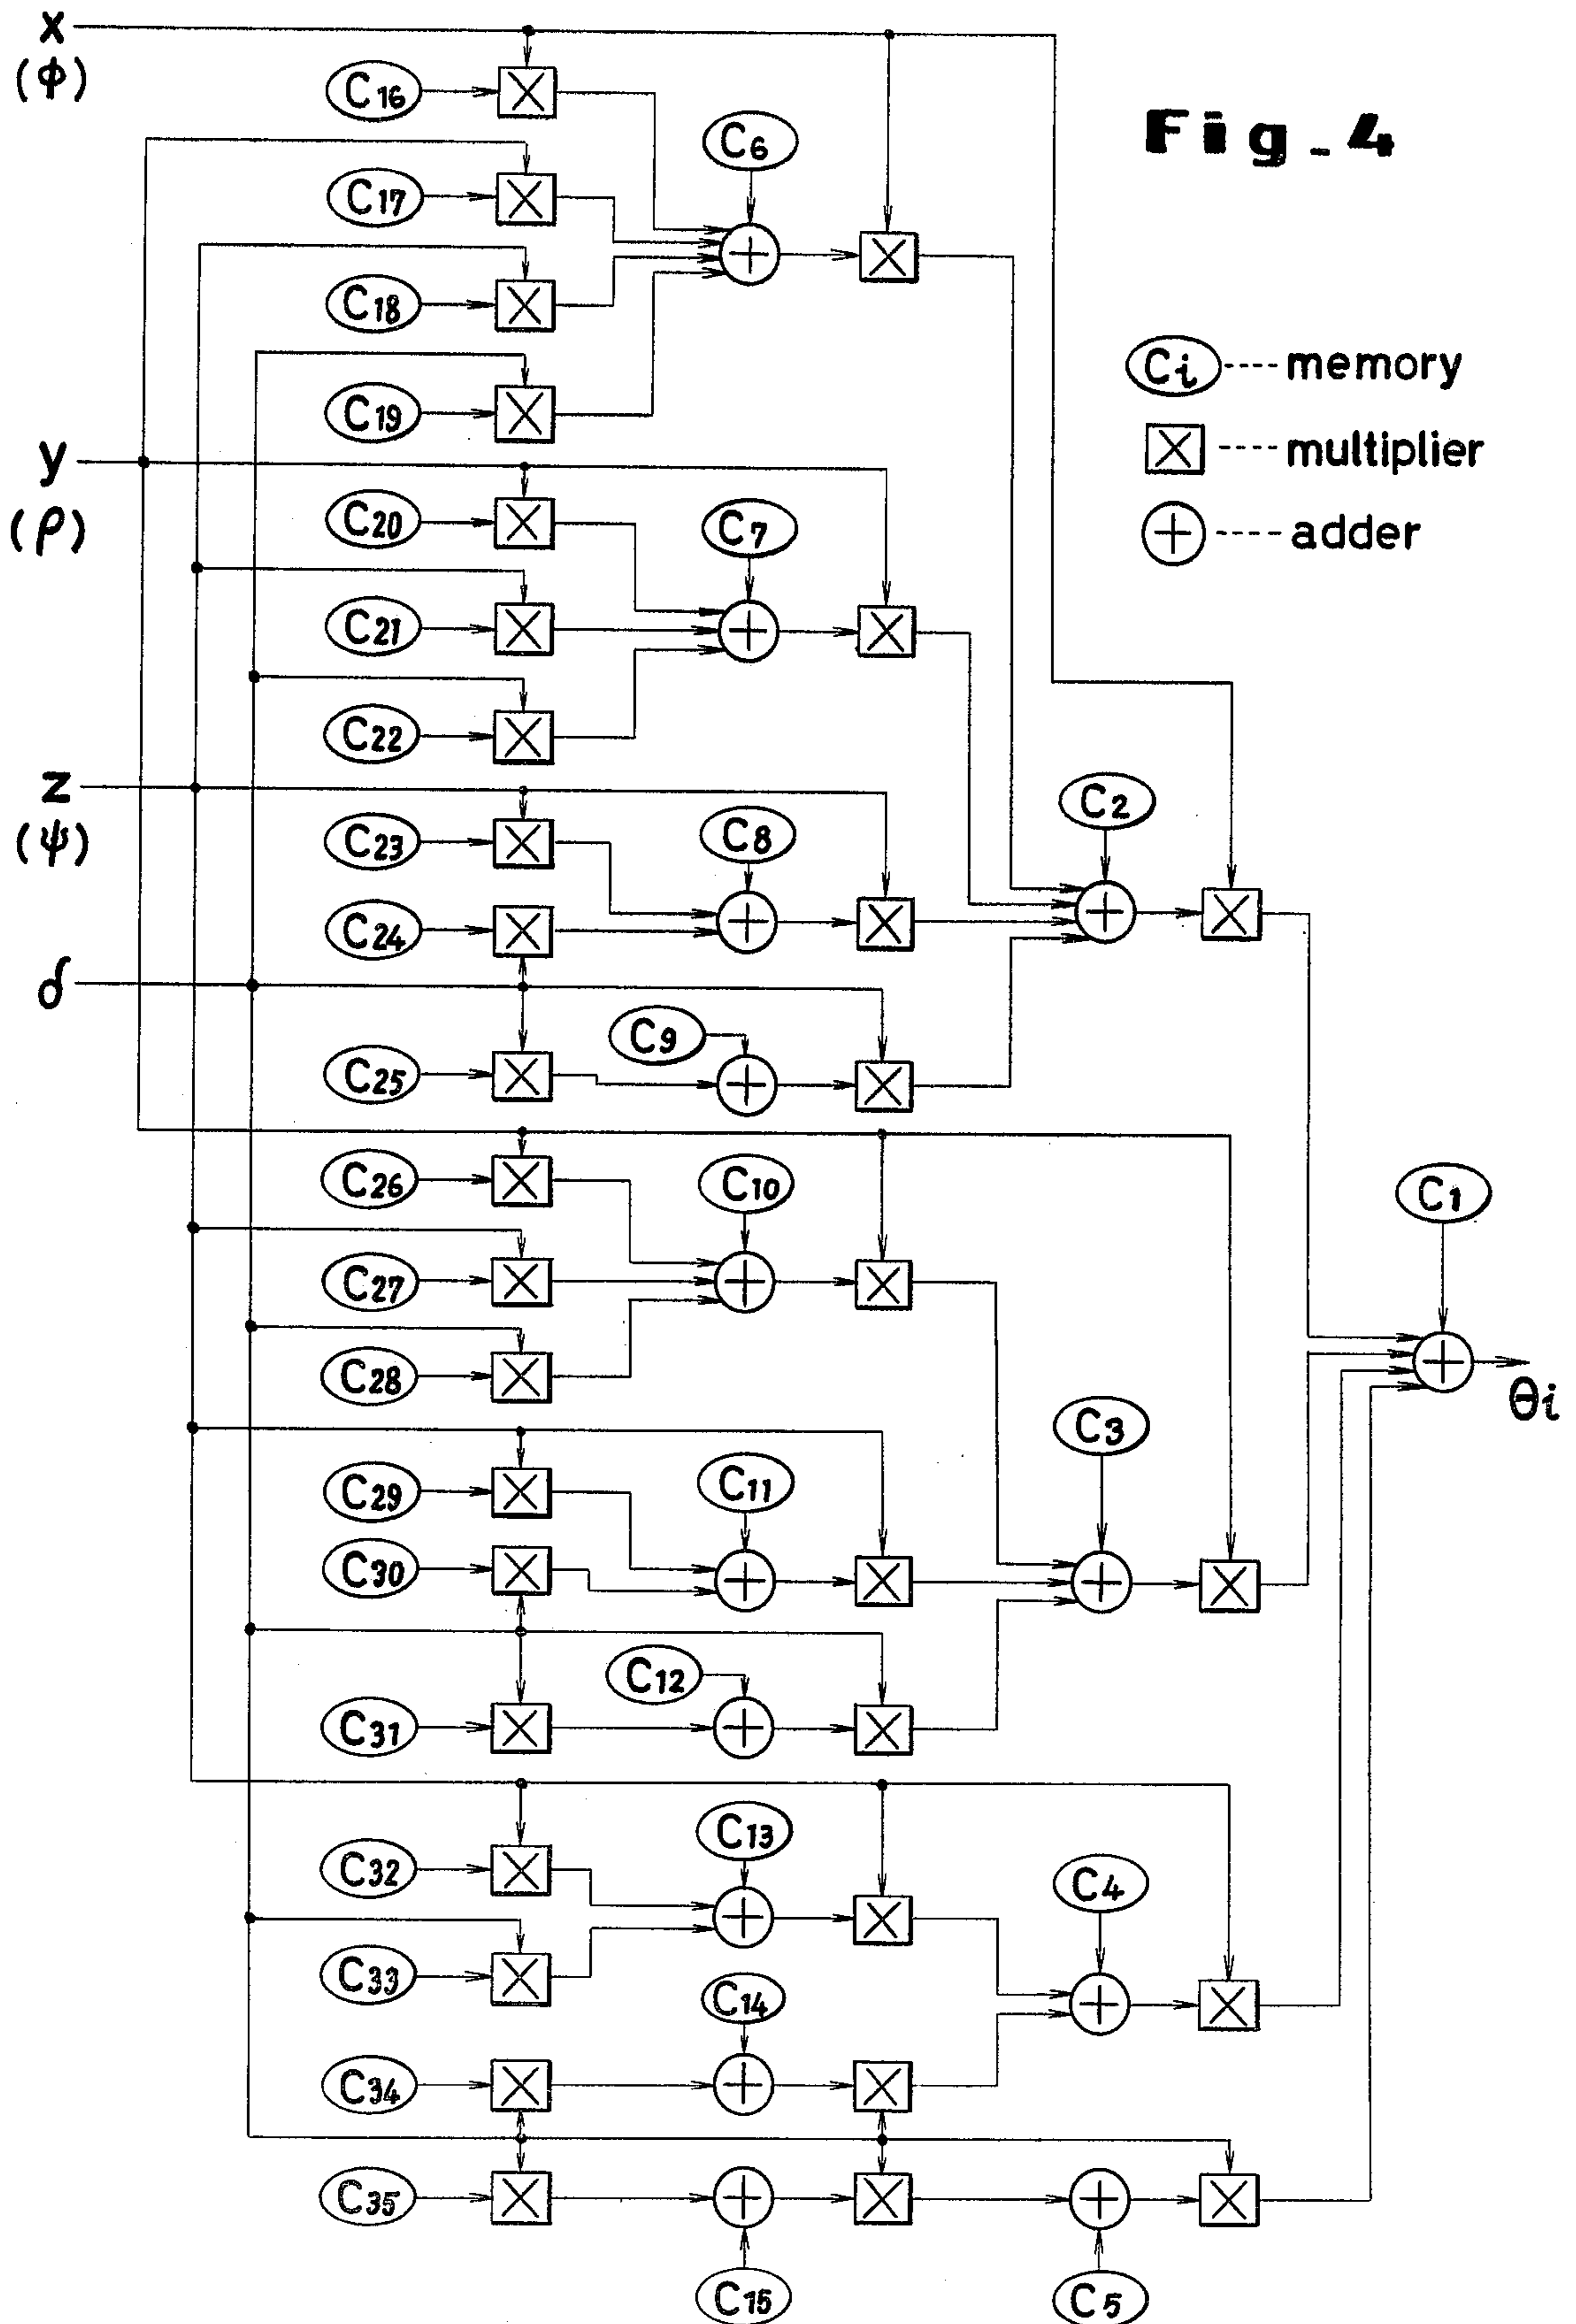 x
(φ)
Fig_4
C16
C6
C17
C18
Ci ---- memory
C19
× ---- multiplier
y
(ρ)
C20
C7
+ ---- adder
C21
C22
z
(ψ)
C23
C8
C2
C24
δ
C9
C25
C26
C10
C1
C27
C28
θi
C29
C11
C3
C30
C12
C31
C32
C13
C4
C33
C14
C34
C35
C15
C5